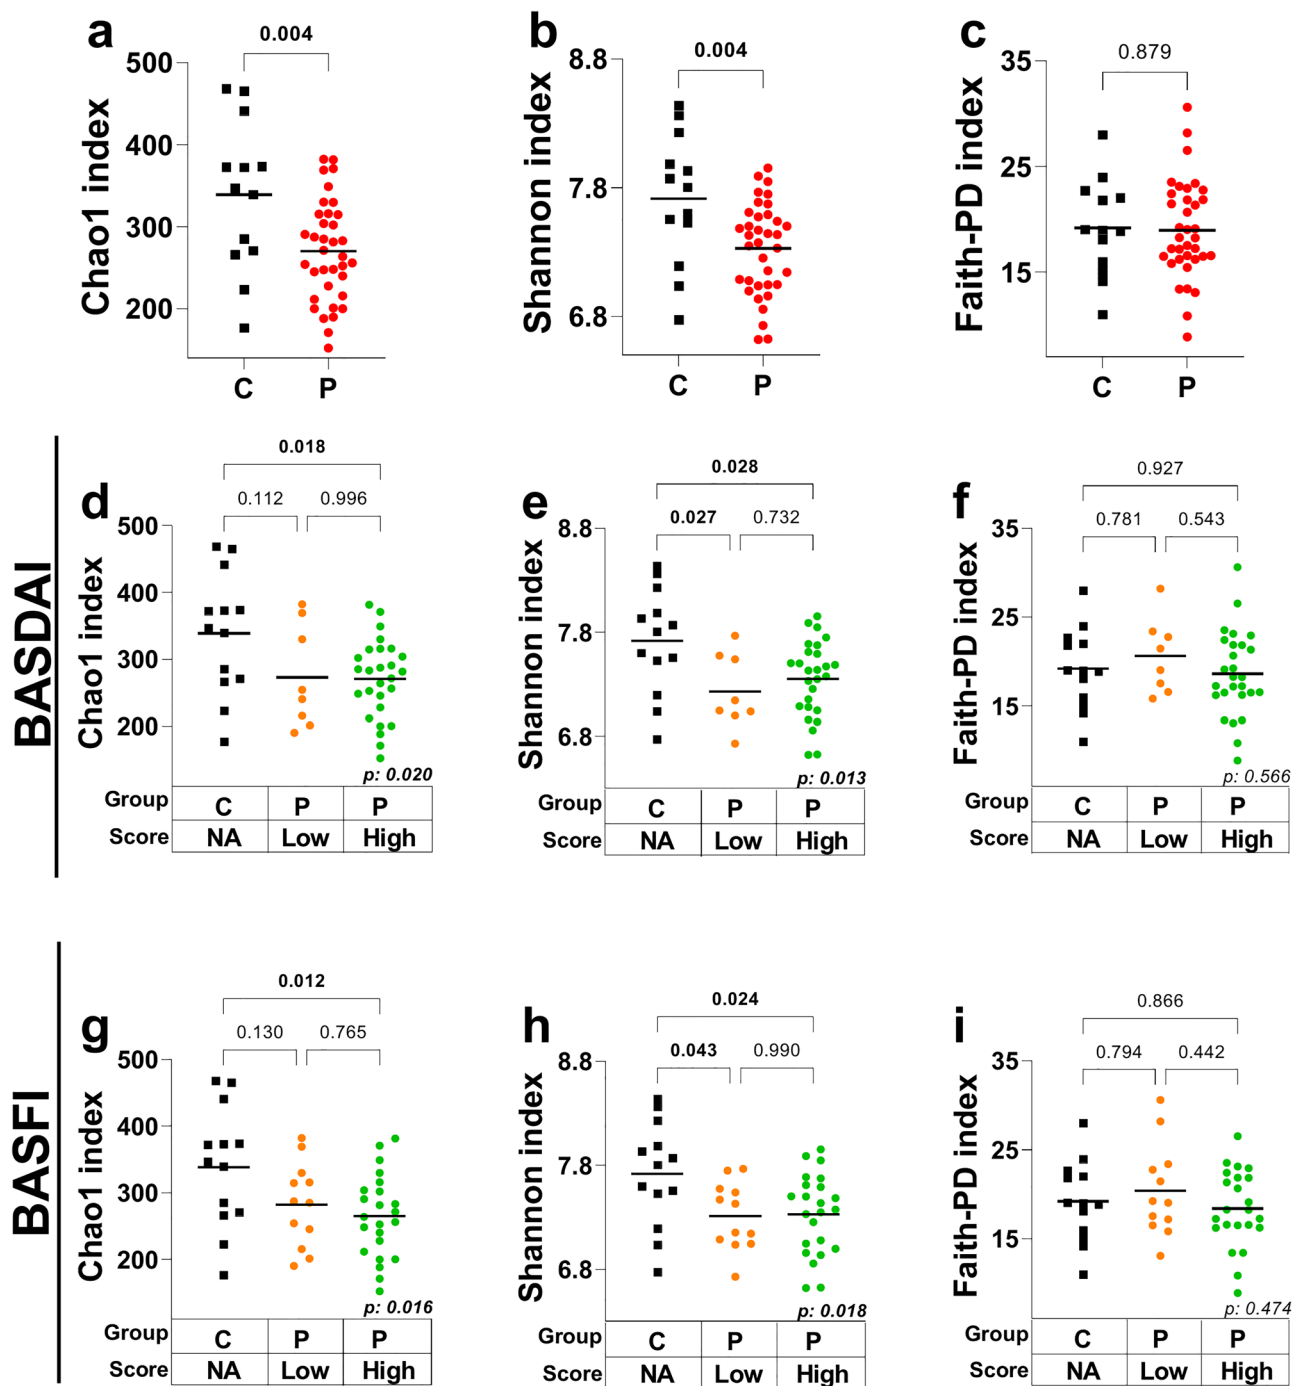 a
0.004
Chao1 index
500
400
300
200
C P
b
0.004
Shannon index
8.8
7.8
6.8
C P
c
0.879
Faith-PD index
35
25
15
C P
BASDAI
d
0.018
0.112 0.996
Chao1 index
500
400
300
200
p: 0.020
Group C P P
Score NA Low High
e
0.028
0.027 0.732
Shannon index
8.8
7.8
6.8
p: 0.013
Group C P P
Score NA Low High
f
0.927
0.781 0.543
Faith-PD index
35
25
15
p: 0.566
Group C P P
Score NA Low High
BASFI
g
0.012
0.130 0.765
Chao1 index
500
400
300
200
p: 0.016
Group C P P
Score NA Low High
h
0.024
0.043 0.990
Shannon index
8.8
7.8
6.8
p: 0.018
Group C P P
Score NA Low High
i
0.866
0.794 0.442
Faith-PD index
35
25
15
p: 0.474
Group C P P
Score NA Low High